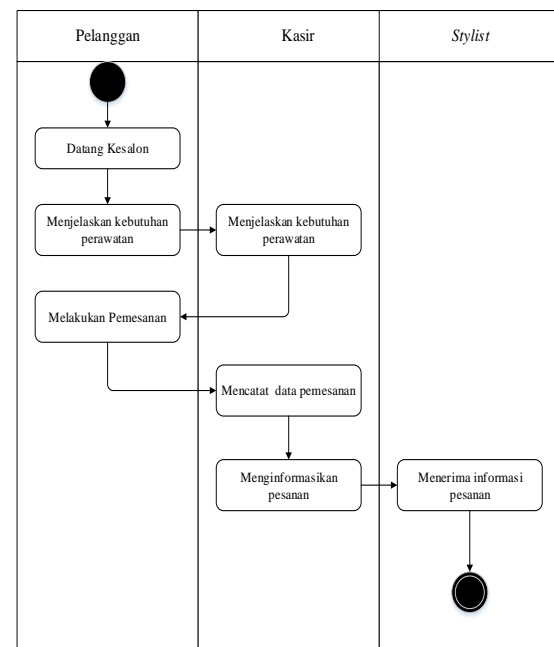 Pelanggan
Kasir
Stylist
Datang Kesalon
Menjelaskan kebutuhan
perawatan
Menjelaskan kebutuhan
perawatan
Melakukan Pemesanan
Mencatat data pemesanan
Menginformasikan
pesanan
Menerima informasi
pesanan